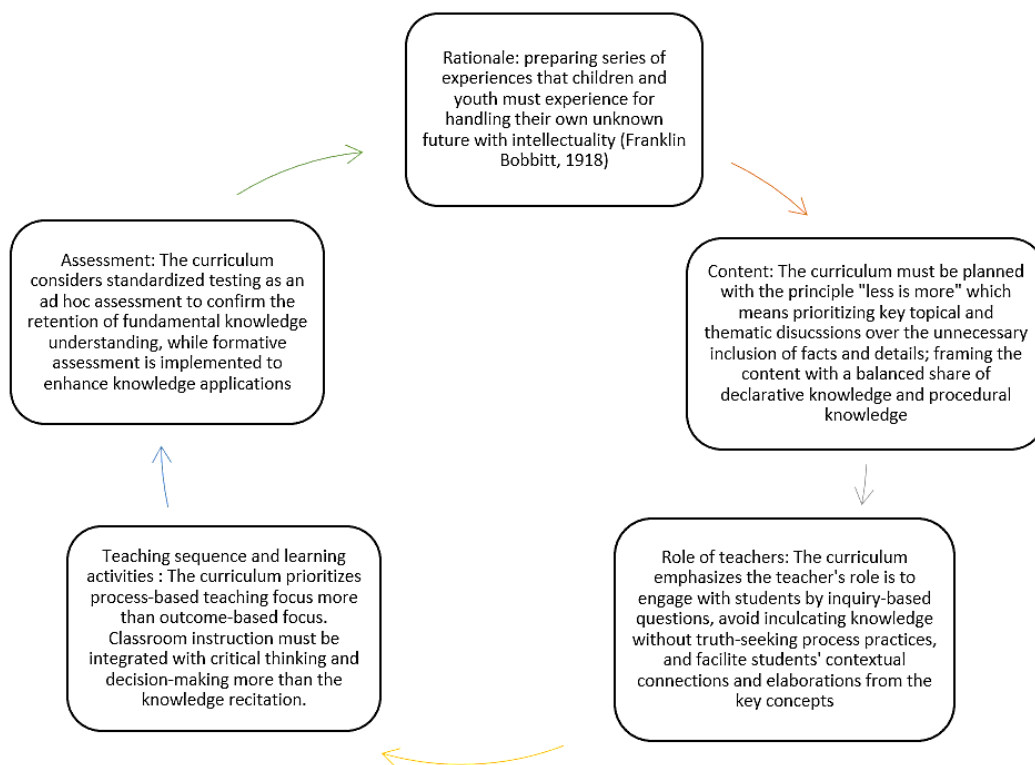 Rationale: preparing series of
experiences that children and
youth must experience for
handling their own unknown
future with intellectuality (Franklin
Bobbitt, 1918)
Content: The curriculum must be planned
with the principle "less is more" which
means prioritizing key topical and
thematic disucssions over the unnecessary
inclusion of facts and details; framing the
content with a balanced share of
declarative knowledge and procedural
knowledge
Role of teachers: The curriculum
emphasizes the teacher's role is to
engage with students by inquiry-based
questions, avoid inculcating knowledge
without truth-seeking process practices,
and facilite students' contextual
connections and elaborations from the
key concepts
Teaching sequence and learning
activities : The curriculum prioritizes
process-based teaching focus more
than outcome-based focus.
Classroom instruction must be
integrated with critical thinking and
decision-making more than the
knowledge recitation.
Assessment: The curriculum
considers standardized testing as an
ad hoc assessment to confirm the
retention of fundamental knowledge
understanding, while formative
assessment is implemented to
enhance knowledge applications